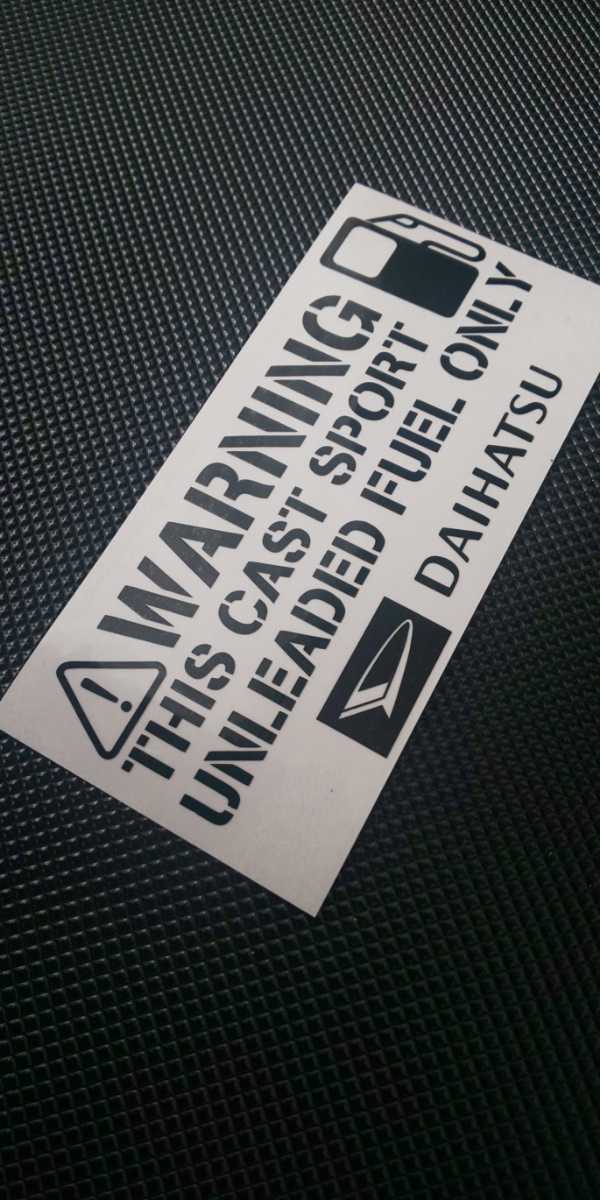 WARNING
THIS CAST SPORT
UNLEADED FUEL ONLY
DAIHATSU